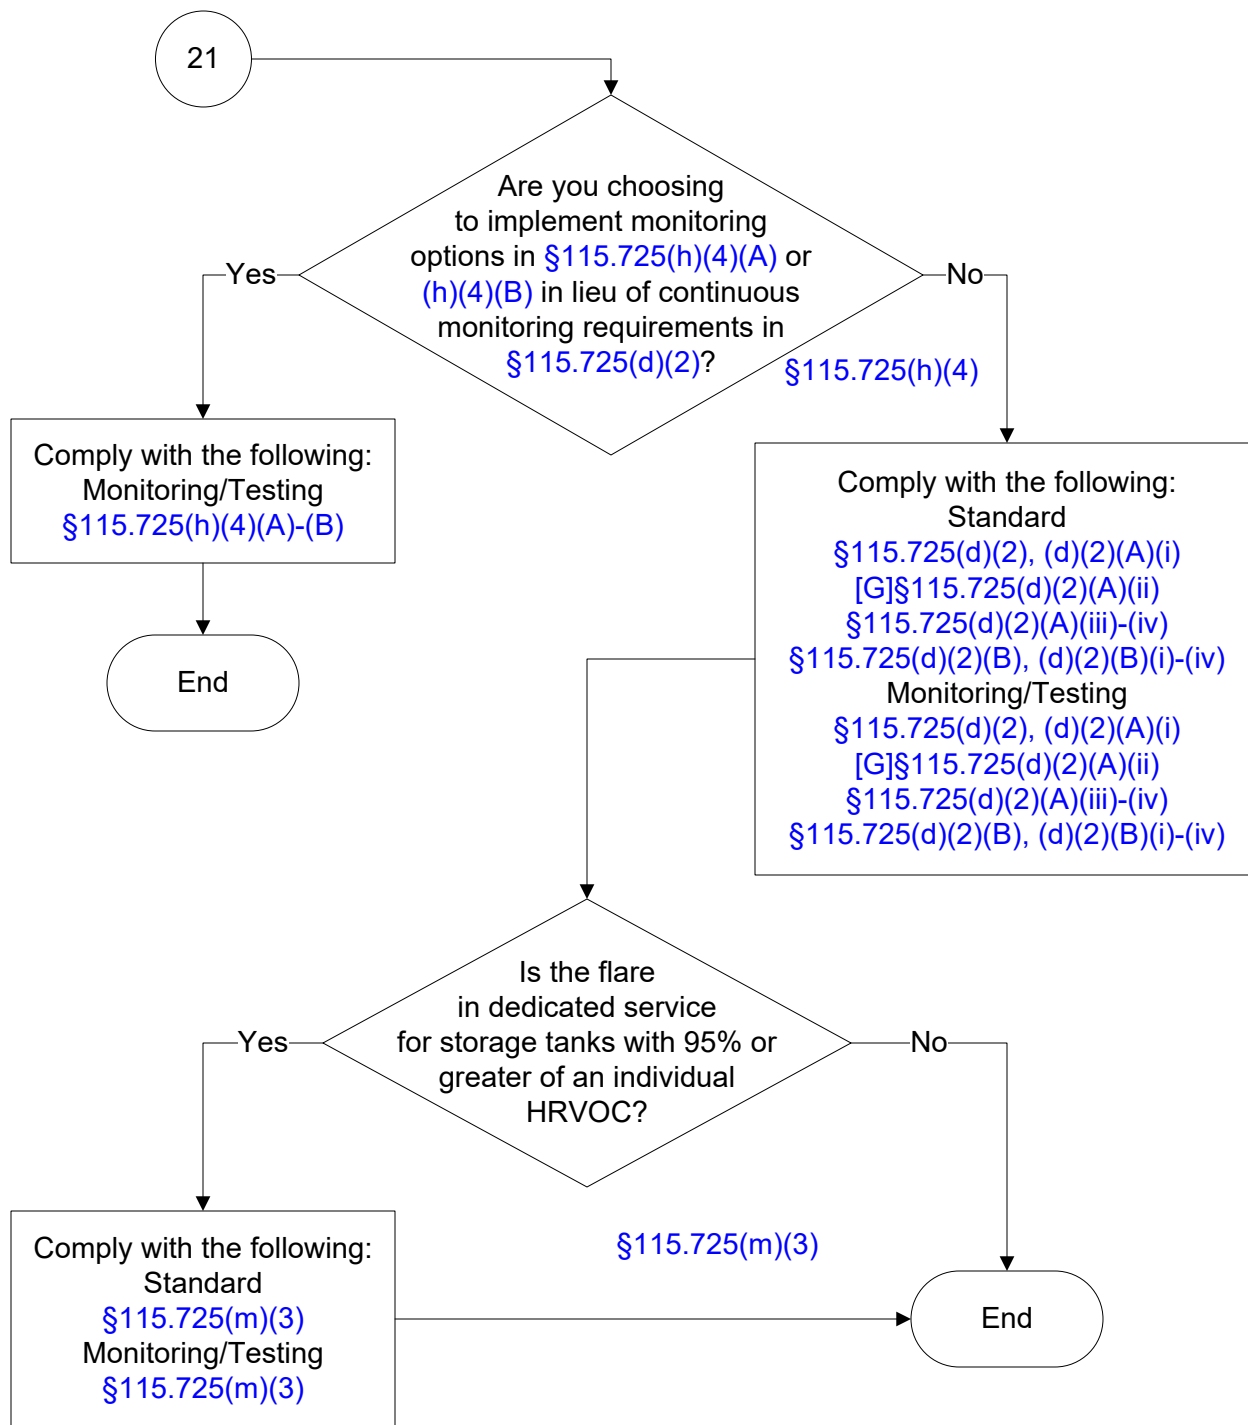 21
Are you choosing
to implement monitoring
options in §115.725(h)(4)(A) or
(h)(4)(B) in lieu of continuous
monitoring requirements in
§115.725(d)(2)?
Yes
No
§115.725(h)(4)
Comply with the following:
Monitoring/Testing
§115.725(h)(4)(A)-(B)
End
Comply with the following:
Standard
§115.725(d)(2), (d)(2)(A)(i)
[G]§115.725(d)(2)(A)(ii)
§115.725(d)(2)(A)(iii)-(iv)
§115.725(d)(2)(B), (d)(2)(B)(i)-(iv)
Monitoring/Testing
§115.725(d)(2), (d)(2)(A)(i)
[G]§115.725(d)(2)(A)(ii)
§115.725(d)(2)(A)(iii)-(iv)
§115.725(d)(2)(B), (d)(2)(B)(i)-(iv)
Is the flare
in dedicated service
for storage tanks with 95% or
greater of an individual
HRVOC?
Yes
No
§115.725(m)(3)
Comply with the following:
Standard
§115.725(m)(3)
Monitoring/Testing
§115.725(m)(3)
End